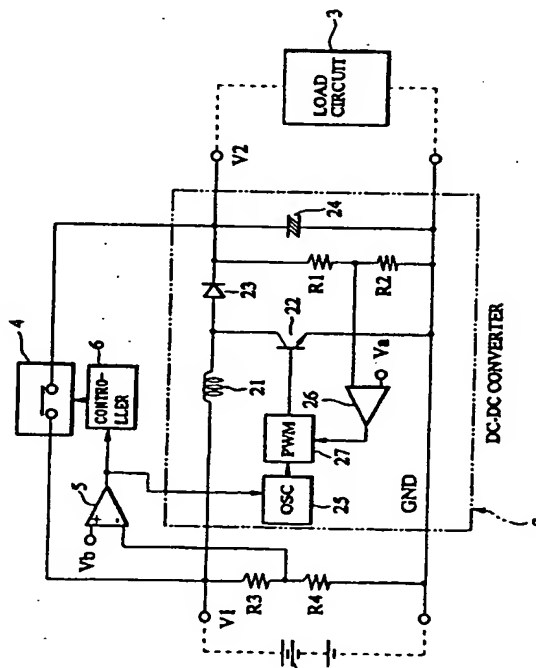 3
LOAD
CIRCUIT
V2
4
6
CONTRO-
LLER
5
Vb
+
-
V1
R3
R4
21
23
24
22
R1
R2
26
Va
27
PWM
25
OSC
GND
DC-DC CONVERTER